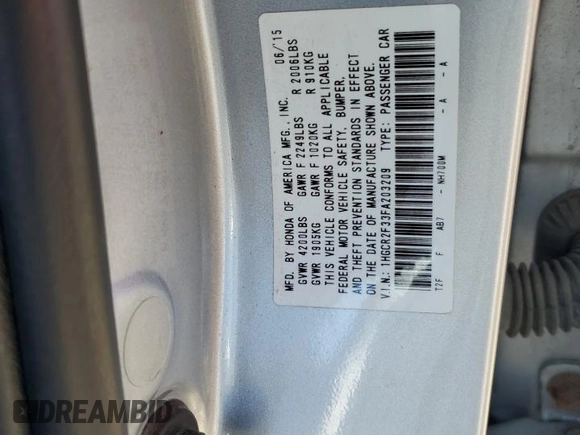 MFD. BY HONDA OF AMERICA MFG., INC. 06/15
GVWR 4200LBS GAWR F 2249LBS R 2006LBS
GVWR 1905KG GAWR F 1020KG R 910KG
THIS VEHICLE CONFORMS TO ALL APPLICABLE
FEDERAL MOTOR VEHICLE SAFETY, BUMPER,
AND THEFT PREVENTION STANDARDS IN EFFECT
ON THE DATE OF MANUFACTURE SHOWN ABOVE.
V.I.N.: 1HGCR2F33FA203209 TYPE: PASSENGER CAR
T2F F AB7 - NH700M - A - A
DREAMBID